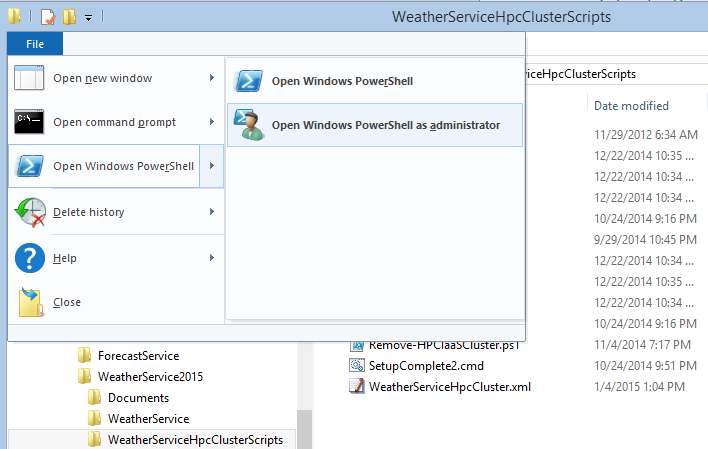 WeatherServiceHpcClusterScripts
File
Open new window
Open command prompt
Open Windows PowerShell
Delete history
Help
Close
Open Windows PowerShell
Open Windows PowerShell as administrator
viceHpcClusterScripts
Date modified
11/29/2012 6:34 AM
12/22/2014 10:35 ...
12/22/2014 10:34 ...
12/22/2014 10:34 ...
10/24/2014 9:16 PM
9/29/2014 10:45 PM
12/22/2014 10:34 ...
12/22/2014 10:35 ...
12/22/2014 10:34 ...
10/24/2014 9:16 PM
Remove-HPCIaaSCluster.ps1 11/4/2014 7:17 PM
SetupComplete2.cmd 10/24/2014 9:51 PM
WeatherServiceHpcCluster.xml 1/4/2015 1:04 PM
ForecastService
WeatherService2015
Documents
WeatherService
WeatherServiceHpcClusterScripts